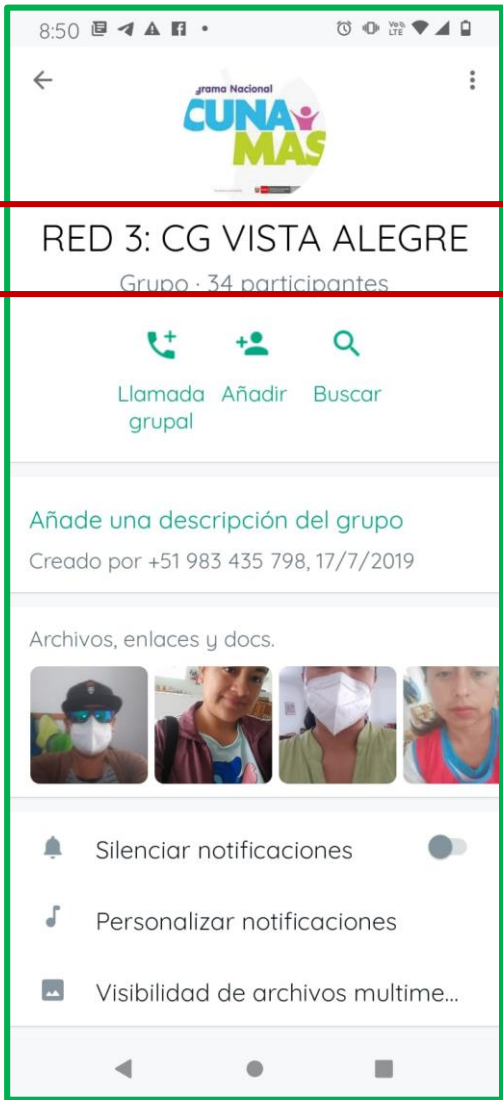 8:50
Vo))
LTE
grama Nacional
CUNA
MAS
RED 3: CG VISTA ALEGRE
Grupo · 34 participantes
Llamada grupal
Añadir
Buscar
Añade una descripción del grupo
Creado por +51 983 435 798, 17/7/2019
Archivos, enlaces y docs.
Silenciar notificaciones
Personalizar notificaciones
Visibilidad de archivos multime...